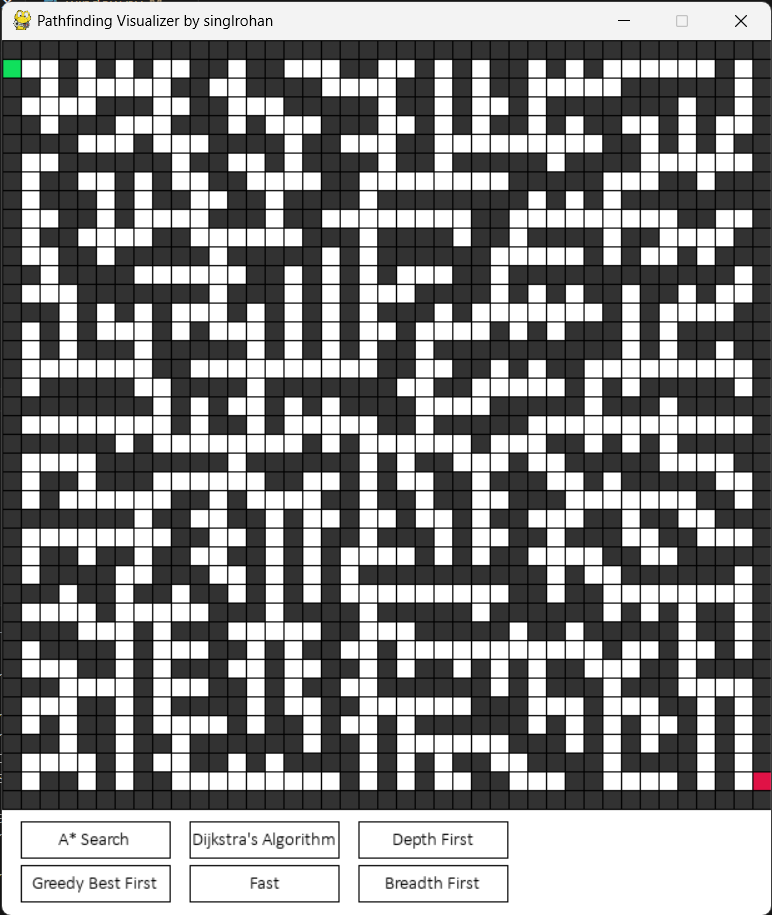 Pathfinding Visualizer by singlrohan
A* Search
Dijkstra's Algorithm
Depth First
Greedy Best First
Fast
Breadth First